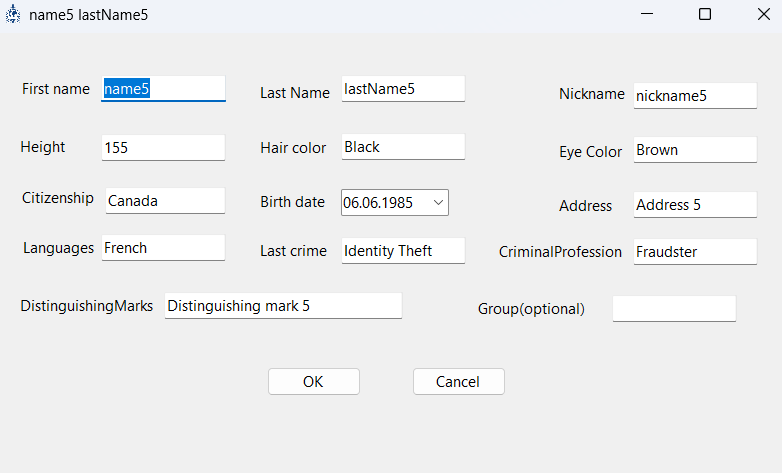 name5 lastName5
First name name5 Last Name lastName5 Nickname nickname5
Height 155 Hair color Black Eye Color Brown
Citizenship Canada Birth date 06.06.1985 Address Address 5
Languages French Last crime Identity Theft CriminalProfession Fraudster
DistinguishingMarks Distinguishing mark 5 Group(optional)
OK Cancel